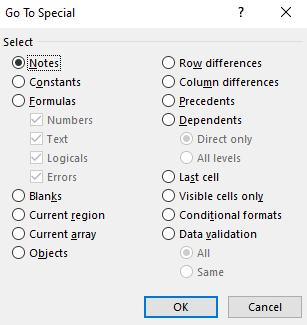 Go To Special
?
Select
Notes
Constants
Formulas
Numbers
Text
Logicals
Errors
Blanks
Current region
Current array
Objects
Row differences
Column differences
Precedents
Dependents
Direct only
All levels
Last cell
Visible cells only
Conditional formats
Data validation
All
Same
OK
Cancel